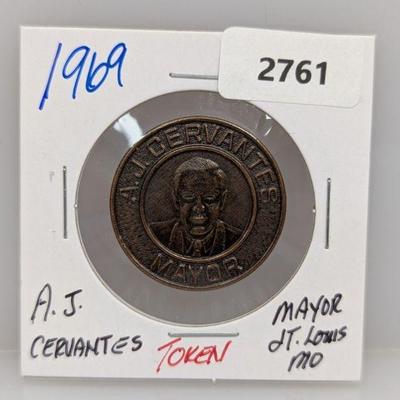 1969
2761
A.J. CERVANTES
MAYOR
A.J.
CERVANTES
TOKEN
MAYOR
ST. LOUIS
MO